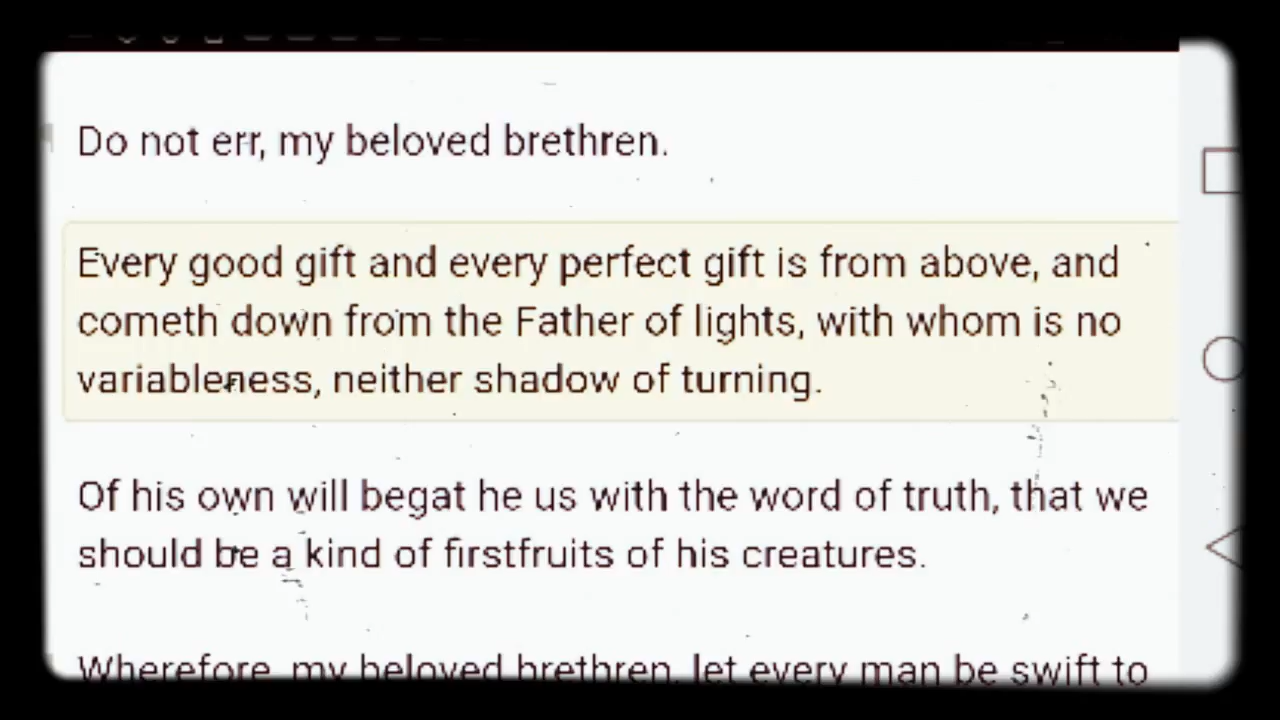 Do not err, my beloved brethren.
Every good gift and every perfect gift is from above, and
cometh down from the Father of lights, with whom is no
variableness, neither shadow of turning.
Of his own will begat he us with the word of truth, that we
should be a kind of firstfruits of his creatures.
Wherefore, my beloved brethren, let every man be swift to